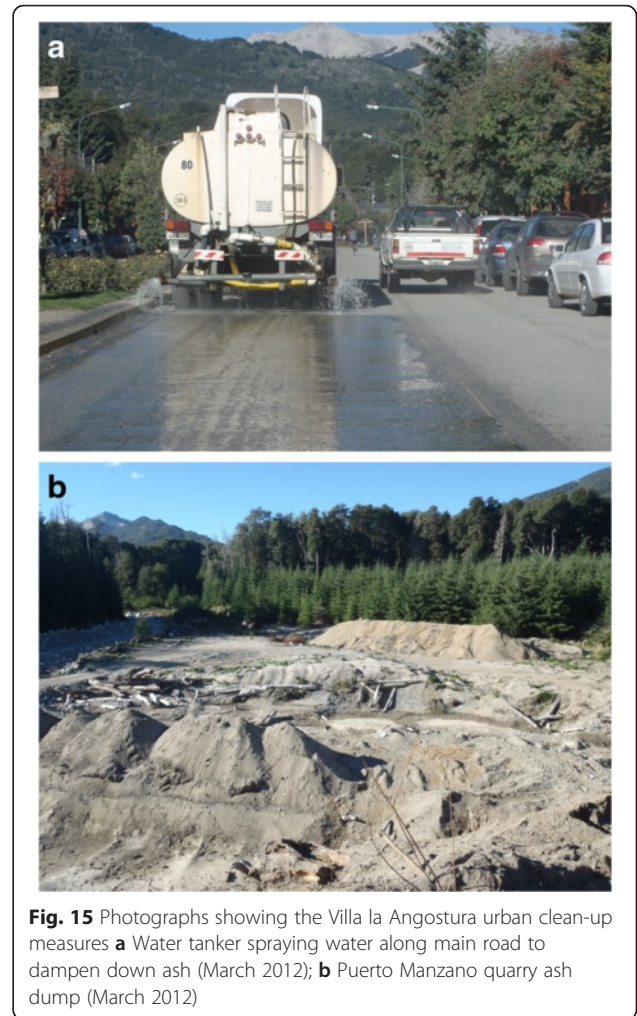 a
80
b
Fig. 15 Photographs showing the Villa la Angostura urban clean-up
measures a Water tanker spraying water along main road to
dampen down ash (March 2012); b Puerto Manzano quarry ash
dump (March 2012)